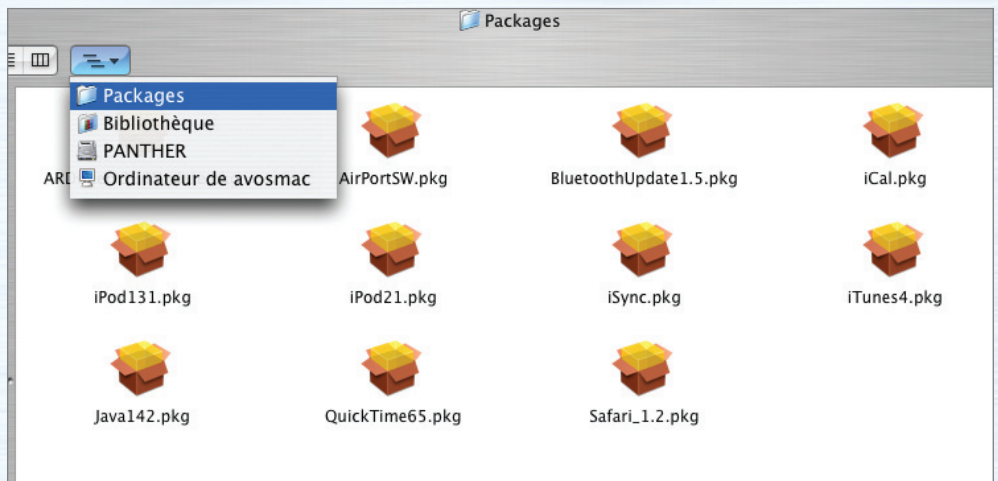 Packages
Packages
Bibliothèque
PANTHER
Ordinateur de avosmac
AirPortSW.pkg BluetoothUpdate1.5.pkg iCal.pkg
iPod131.pkg iPod21.pkg iSync.pkg iTunes4.pkg
Java142.pkg QuickTime65.pkg Safari_1.2.pkg